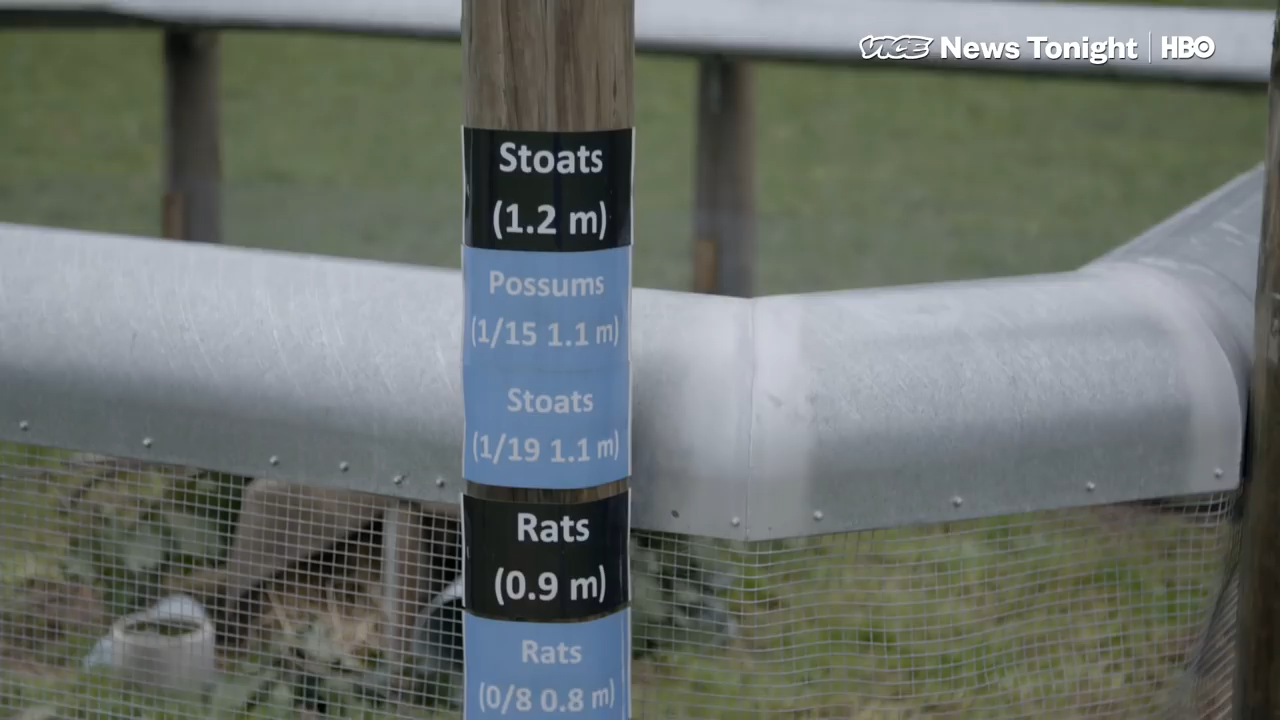 VICE News Tonight | HBO
Stoats
(1.2 m)
Possums
(1/15 1.1 m)
Stoats
(1/19 1.1 m)
Rats
(0.9 m)
Rats
(0/8 0.8 m)